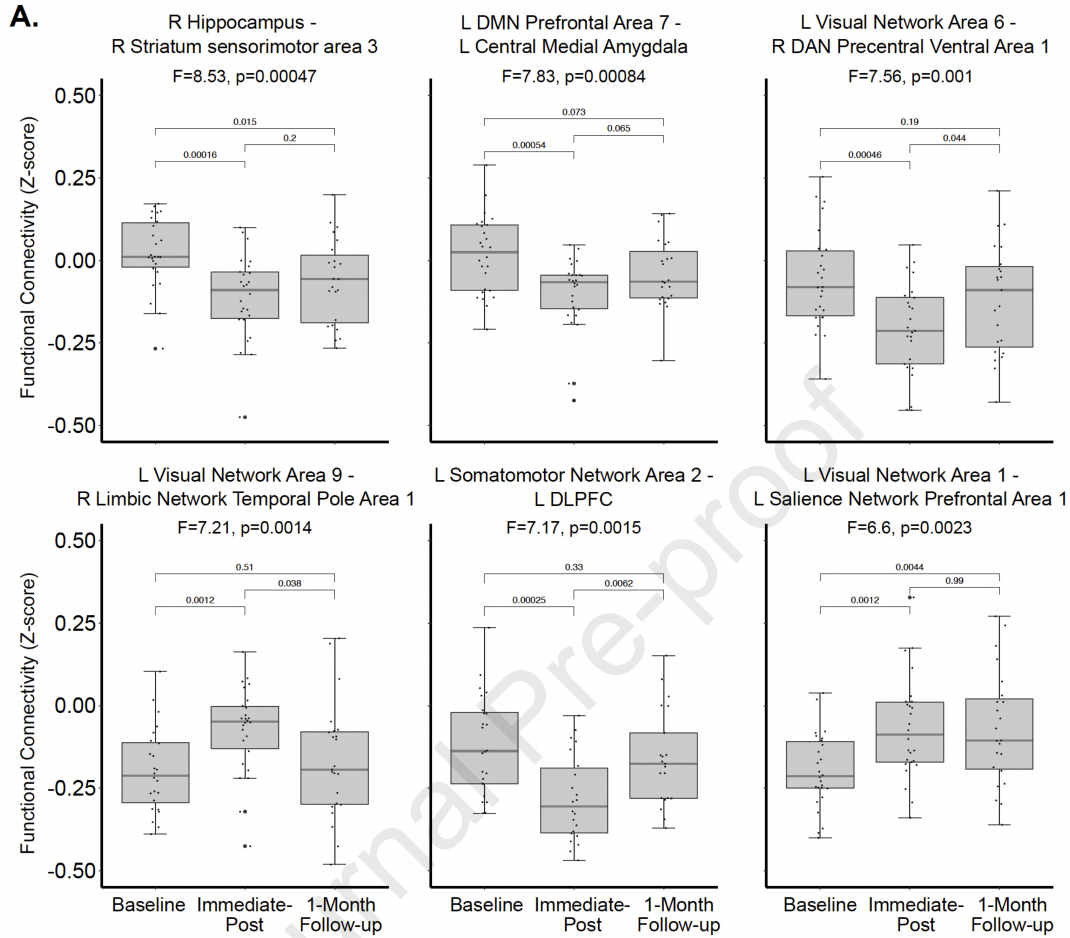 A.
R Hippocampus -
R Striatum sensorimotor area 3
F=8.53, p=0.00047
L DMN Prefrontal Area 7 -
L Central Medial Amygdala
F=7.83, p=0.00084
L Visual Network Area 6 -
R DAN Precentral Ventral Area 1
F=7.56, p=0.001
Functional Connectivity (Z-score)
0.50
0.25
0.00
-0.25
-0.50
0.015
0.2
0.00016
0.073
0.065
0.00054
0.19
0.044
0.00046
L Visual Network Area 9 -
R Limbic Network Temporal Pole Area 1
F=7.21, p=0.0014
L Somatomotor Network Area 2 -
L DLPFC
F=7.17, p=0.0015
L Visual Network Area 1 -
L Salience Network Prefrontal Area 1
F=6.6, p=0.0023
Functional Connectivity (Z-score)
0.50
0.25
0.00
-0.25
-0.50
0.51
0.038
0.0012
0.33
0.0062
0.00025
0.0044
0.99
0.0012
Baseline
Immediate-
Post
1-Month
Follow-up
Baseline
Immediate-
Post
1-Month
Follow-up
Baseline
Immediate-
Post
1-Month
Follow-up
urnal Pre-proof